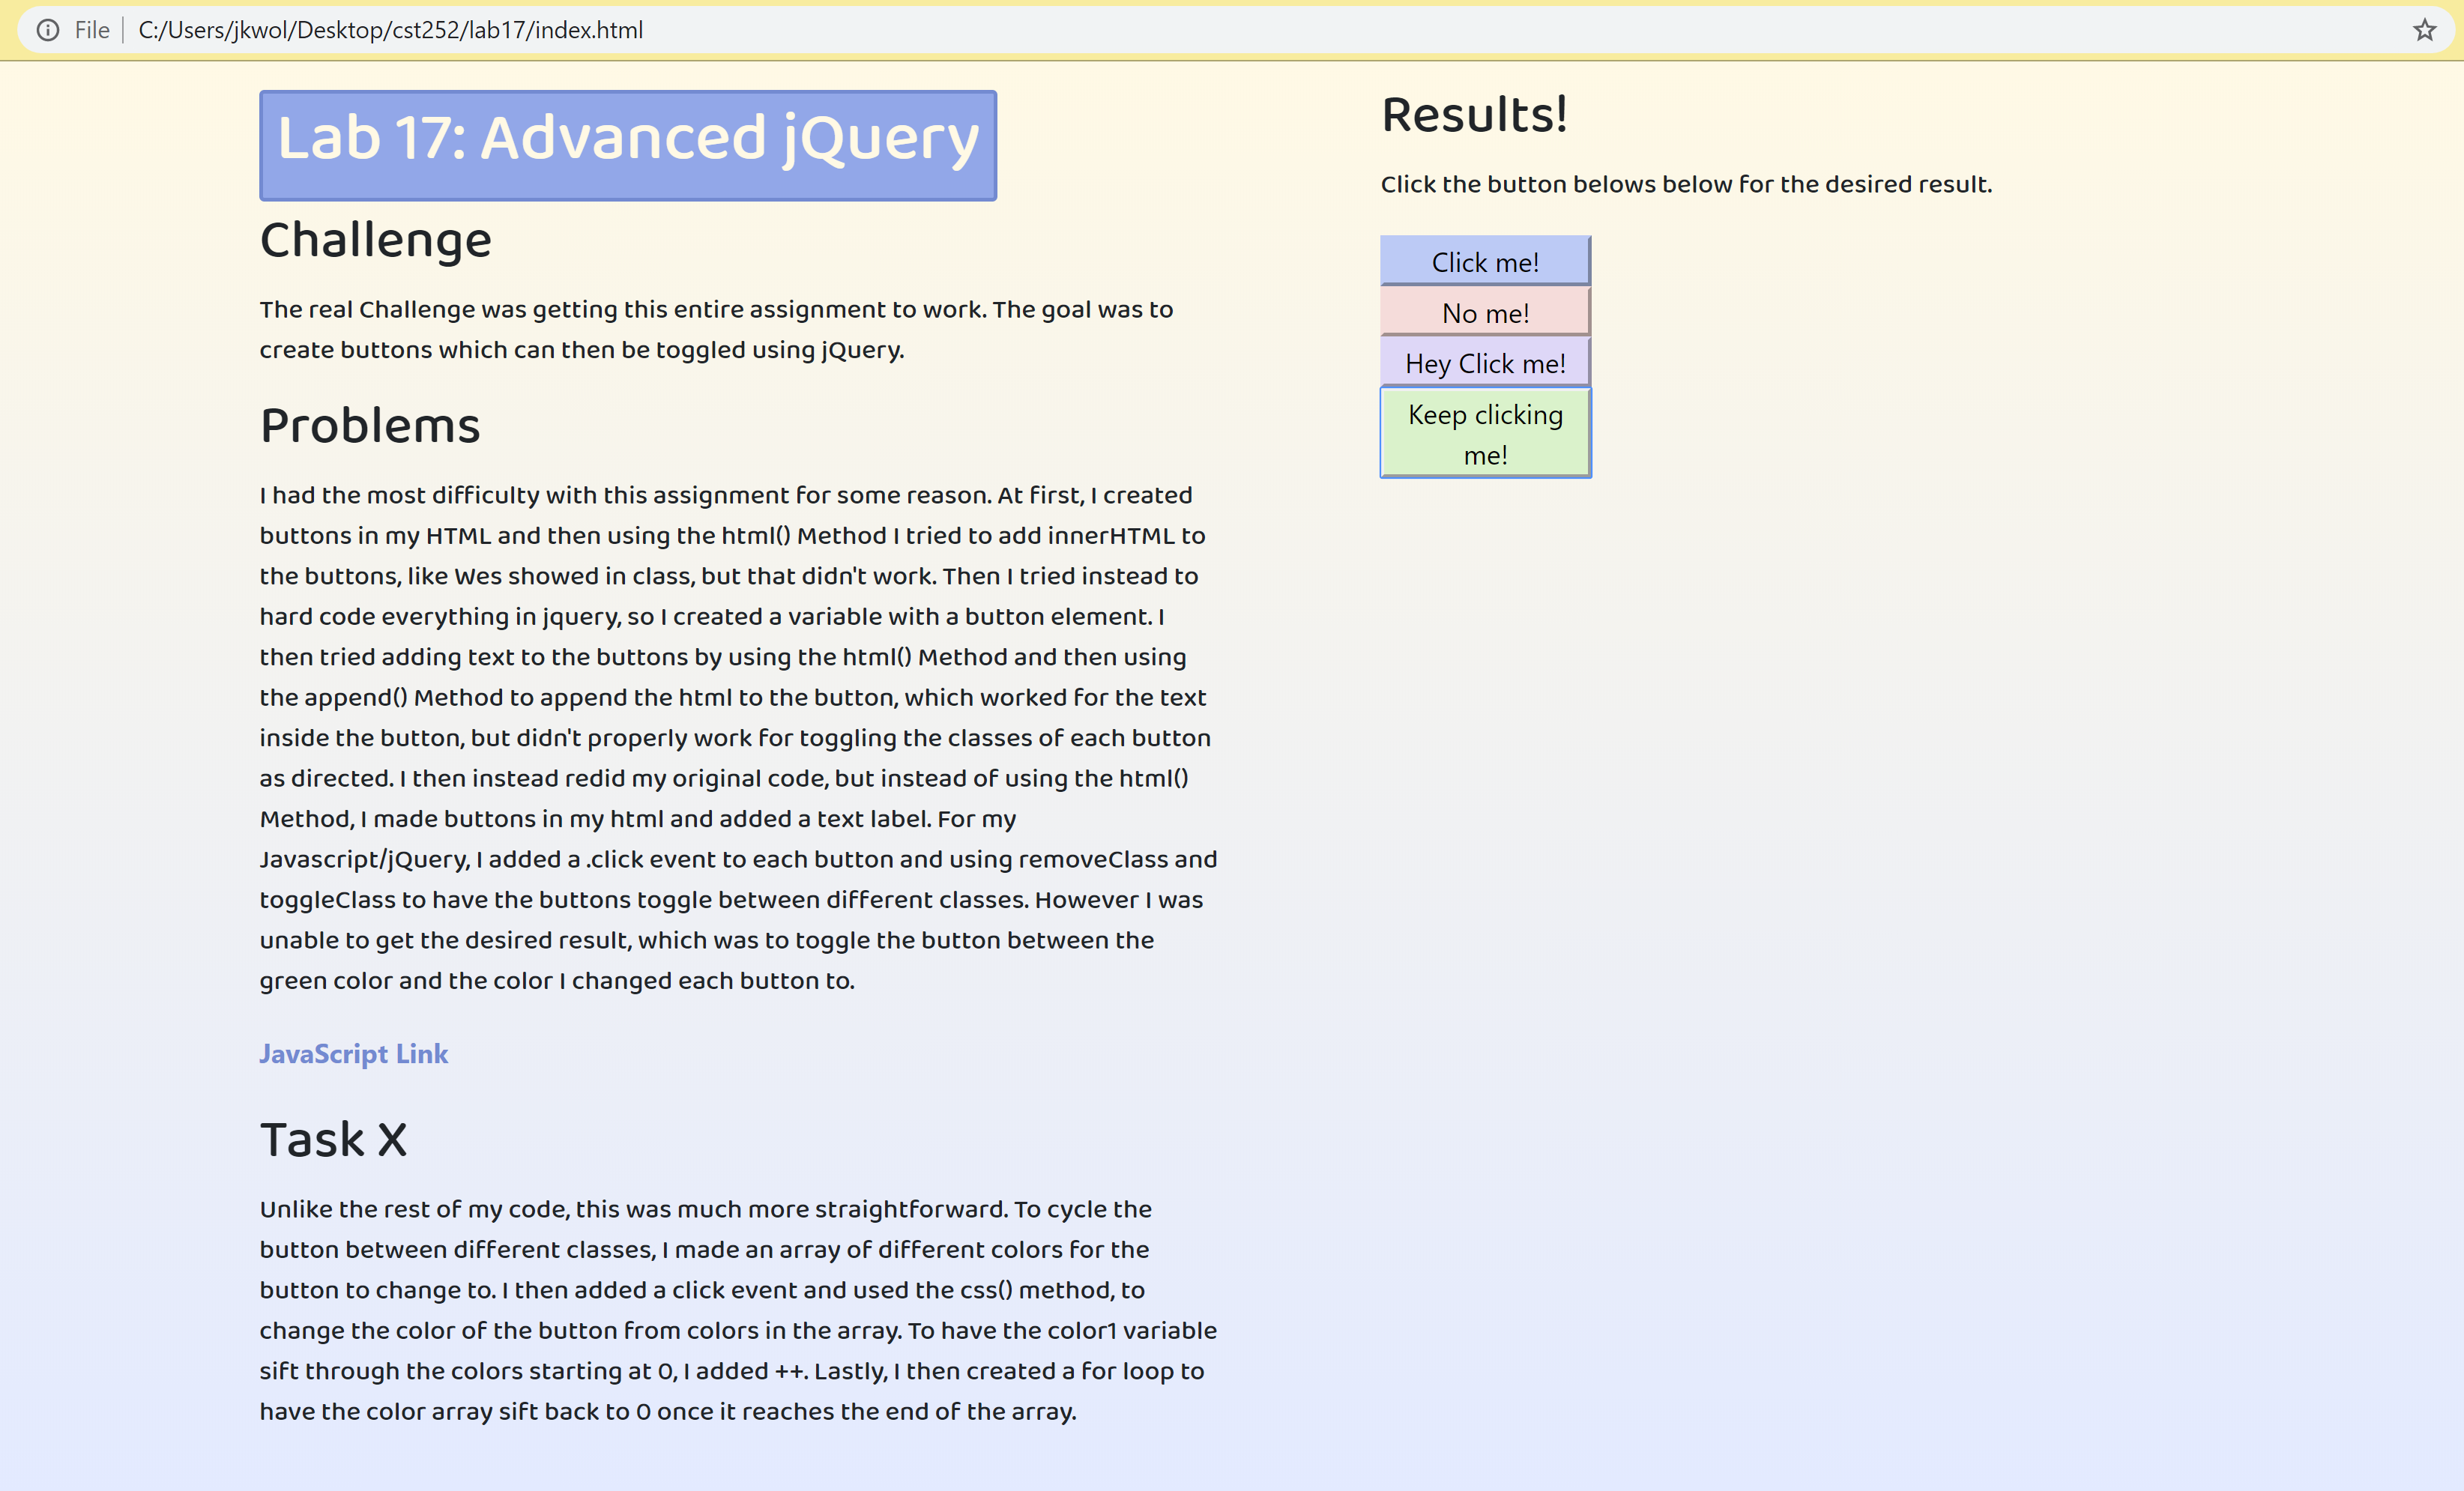 File
C:/Users/jkwol/Desktop/cst252/lab17/index.html
Lab 17: Advanced jQuery
Challenge
The real Challenge was getting this entire assignment to work. The goal was to
create buttons which can then be toggled using jQuery.
Problems
I had the most difficulty with this assignment for some reason. At first, I created
buttons in my HTML and then using the html() Method I tried to add innerHTML to
the buttons, like Wes showed in class, but that didn't work. Then I tried instead to
hard code everything in jquery, so I created a variable with a button element. I
then tried adding text to the buttons by using the html() Method and then using
the append() Method to append the html to the button, which worked for the text
inside the button, but didn't properly work for toggling the classes of each button
as directed. I then instead redid my original code, but instead of using the html()
Method, I made buttons in my html and added a text label. For my
Javascript/jQuery, I added a .click event to each button and using removeClass and
toggleClass to have the buttons toggle between different classes. However I was
unable to get the desired result, which was to toggle the button between the
green color and the color I changed each button to.
JavaScript Link
Task X
Unlike the rest of my code, this was much more straightforward. To cycle the
button between different classes, I made an array of different colors for the
button to change to. I then added a click event and used the css() method, to
change the color of the button from colors in the array. To have the color1 variable
sift through the colors starting at 0, I added ++. Lastly, I then created a for loop to
have the color array sift back to 0 once it reaches the end of the array.
Results!
Click the button belows below for the desired result.
Click me!
No me!
Hey Click me!
Keep clicking
me!